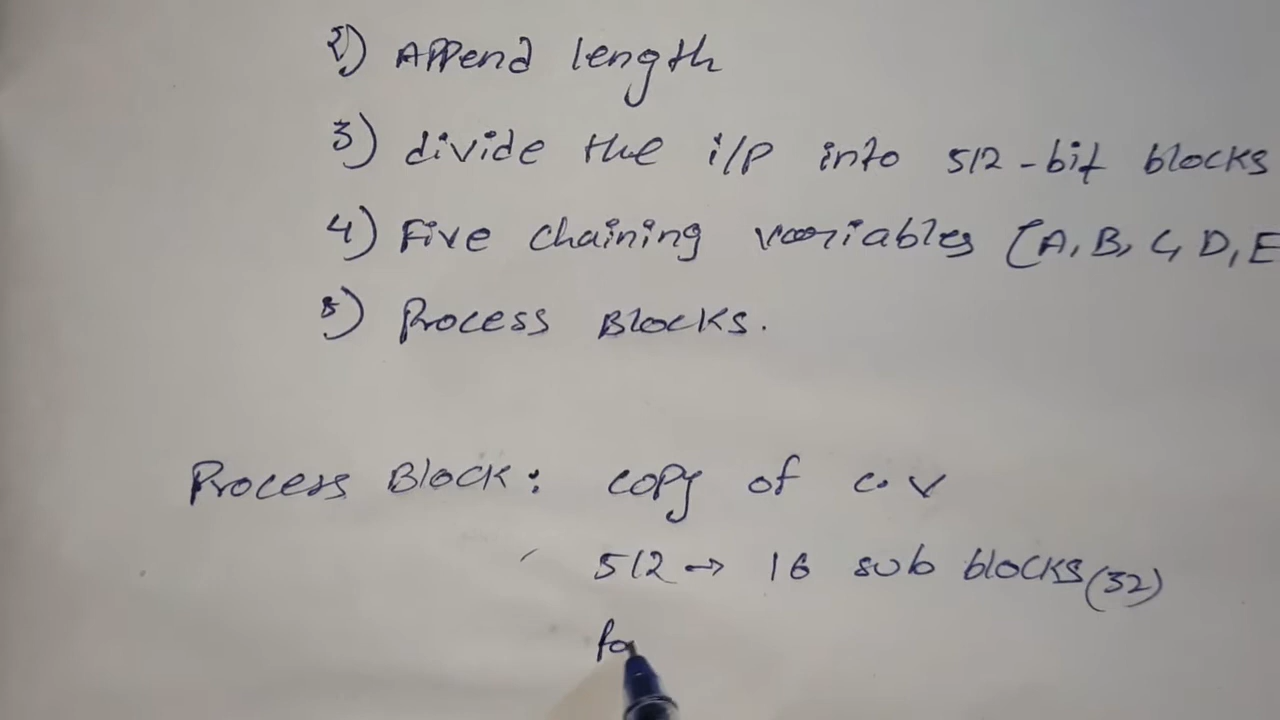 2) Append length
3) divide the i/p into 512-bit blocks
4) Five chaining variables [A, B, C, D, E
5) Process Blocks.
Process Block: copy of c.v
512 → 16 sub blocks (32)
fo